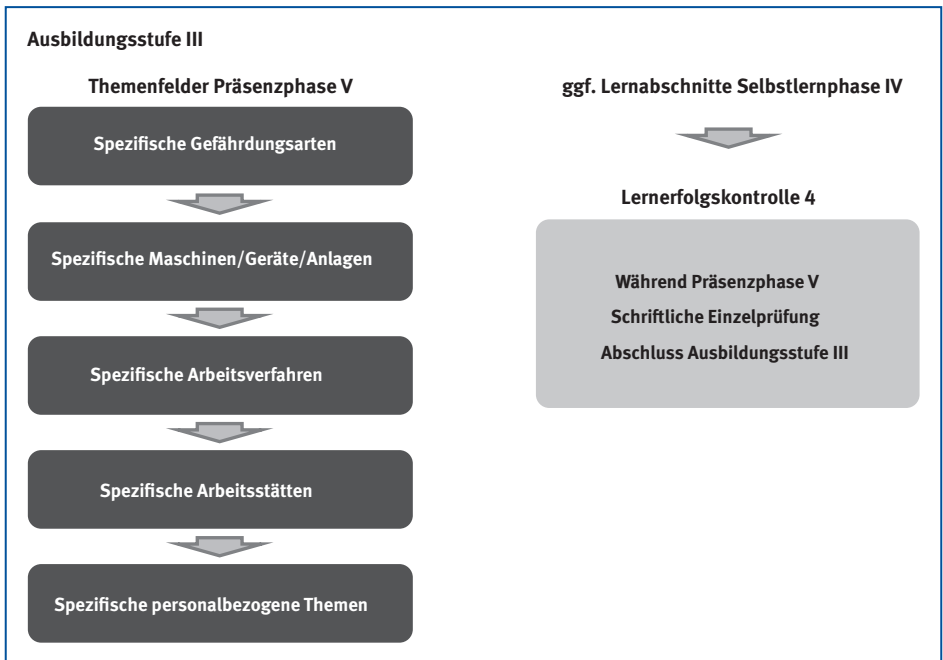 Ausbildungsstufe III
Themenfelder Präsenzphase V
Spezifische Gefährdungsarten
Spezifische Maschinen/Geräte/Anlagen
Spezifische Arbeitsverfahren
Spezifische Arbeitsstätten
Spezifische personalbezogene Themen
ggf. Lernabschnitte Selbstlernphase IV
Lernerfolgskontrolle 4
Während Präsenzphase V
Schriftliche Einzelprüfung
Abschluss Ausbildungsstufe III